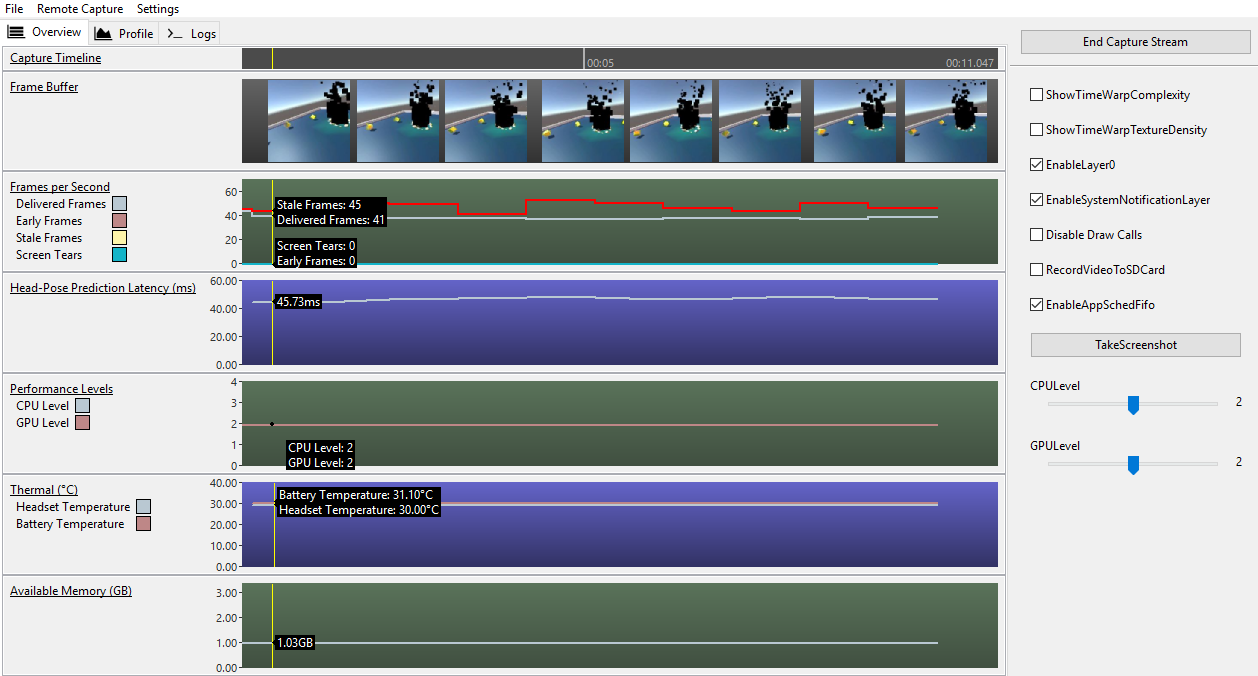 File Remote Capture Settings
Overview Profile Logs
Capture Timeline
00:05
00:11.047
Frame Buffer
Frames per Second
Delivered Frames
Early Frames
Stale Frames
Screen Tears
60
40
20
0
Stale Frames: 45
Delivered Frames: 41
Screen Tears: 0
Early Frames: 0
Head-Pose Prediction Latency (ms)
60.00
40.00
20.00
0.00
45.73ms
Performance Levels
CPU Level
GPU Level
4
3
2
1
0
CPU Level: 2
GPU Level: 2
Thermal (°C)
Headset Temperature
Battery Temperature
40.00
30.00
20.00
10.00
0.00
Battery Temperature: 31.10°C
Headset Temperature: 30.00°C
Available Memory (GB)
3.00
2.00
1.00
0.00
1.03GB
End Capture Stream
ShowTimeWarpComplexity
ShowTimeWarpTextureDensity
EnableLayer0
EnableSystemNotificationLayer
Disable Draw Calls
RecordVideoToSDCard
EnableAppSchedFifo
TakeScreenshot
CPULevel
2
GPULevel
2